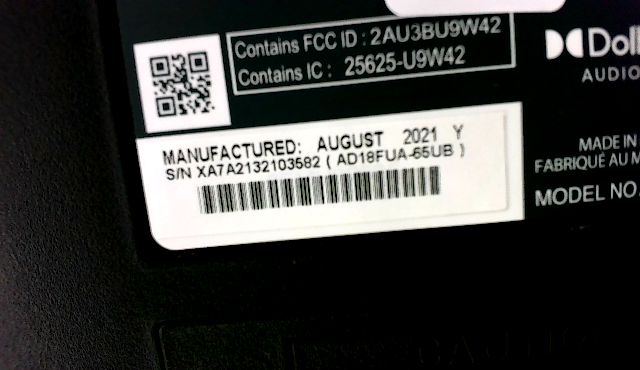 Contains FCC ID : 2AU3BU9W42
Contains IC : 25625-U9W42
AUDIO
MANUFACTURED: AUGUST 2021 Y
S/N XA7A2132103582 ( AD18FUA-65UB )
MADE IN
FABRIQUÉ AU M
MODEL NO.